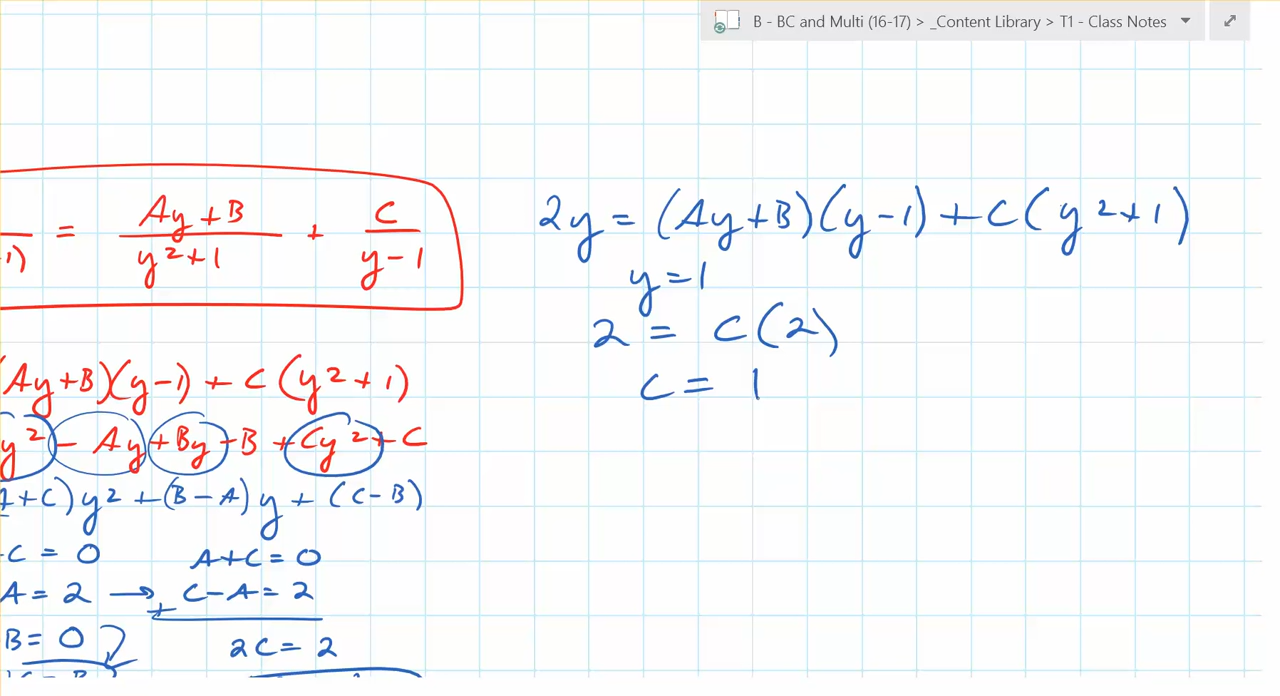 B - BC and Multi (16-17) > _Content Library > T1 - Class Notes
1) = Ay + B / y² + 1 + C / y - 1
(Ay+B)(y-1) + C(y² + 1)
y² - Ay + By - B + Cy² + C
A+C)y² + (B-A)y + (C-B)
-C = 0 A+C = 0
A = 2 → + C-A = 2
B = 0 2C = 2
2y = (Ay+B)(y-1) + C(y²+1)
y = 1
2 = C(2)
C = 1